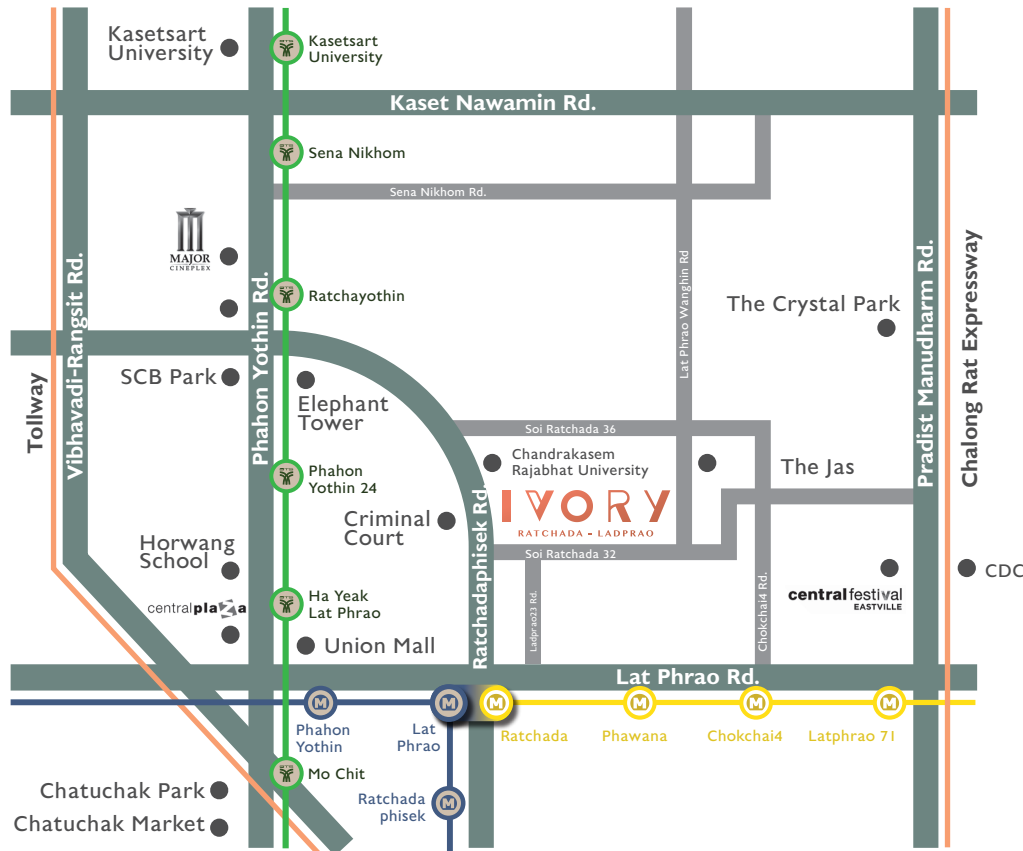 Kasetsart
University
Kasetsart
University
Kaset Nawamin Rd.
Sena Nikhom
Sena Nikhom Rd.
MAJOR
CINEPLEX
Ratchayothin
Vibhavadi-Rangsit Rd.
Phahon Yothin Rd.
Lat Phrao Wanghin Rd
The Crystal Park
Pradist Manudharm Rd.
Chalong Rat Expressway
Tollway
SCB Park
Elephant
Tower
Soi Ratchada 36
Chandrakasem
Rajabhat University
The Jas
Phahon
Yothin 24
IVORY
RATCHADA - LADPRAO
Criminal
Court
Ratchadaphisek Rd.
Soi Ratchada 32
Horwang
School
Ladprao23 Rd.
Chokchai4 Rd.
CDC
centralplaza
Ha Yeak
Lat Phrao
centralfestival
EASTVILLE
Union Mall
Lat Phrao Rd.
M
M
M
M
M
M
Phahon
Yothin
Lat
Phrao
Ratchada
Phawana
Chokchai4
Latphrao 71
Mo Chit
Chatuchak Park
Ratchada
phisek
M
Chatuchak Market